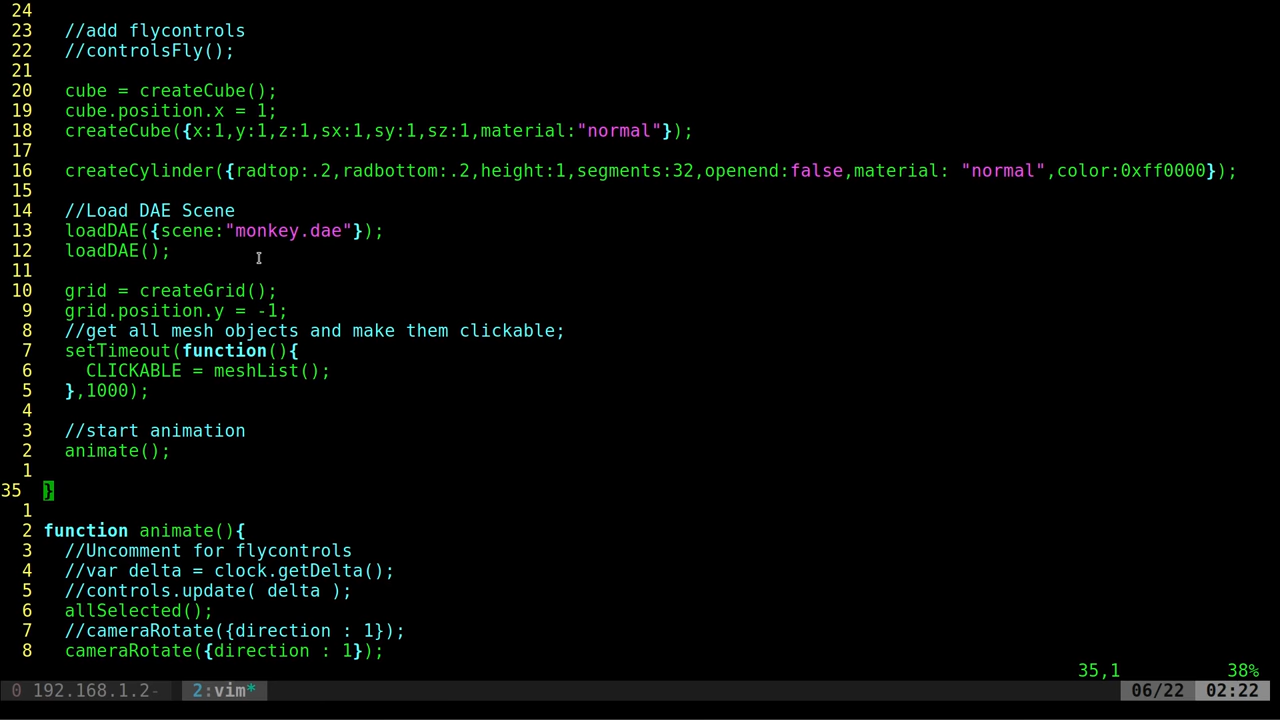 24
23   //add flycontrols
22   //controlsFly();
21
20   cube = createCube();
19   cube.position.x = 1;
18   createCube({x:1,y:1,z:1,sx:1,sy:1,sz:1,material:"normal"});
17
16   createCylinder({radtop:.2,radbottom:.2,height:1,segments:32,openend:false,material: "normal",color:0xff0000});
15
14   //Load DAE Scene
13   loadDAE({scene:"monkey.dae"});
12   loadDAE();
11
10   grid = createGrid();
9   grid.position.y = -1;
8   //get all mesh objects and make them clickable;
7   setTimeout(function(){
6     CLICKABLE = meshList();
5   },1000);
4
3   //start animation
2   animate();
1
35  }
1
2 function animate(){
3   //Uncomment for flycontrols
4   //var delta = clock.getDelta();
5   //controls.update( delta );
6   allSelected();
7   //cameraRotate({direction : 1});
8   cameraRotate({direction : 1});
35,1 38%
0 192.168.1.2- 2:vim* 06/22 02:22